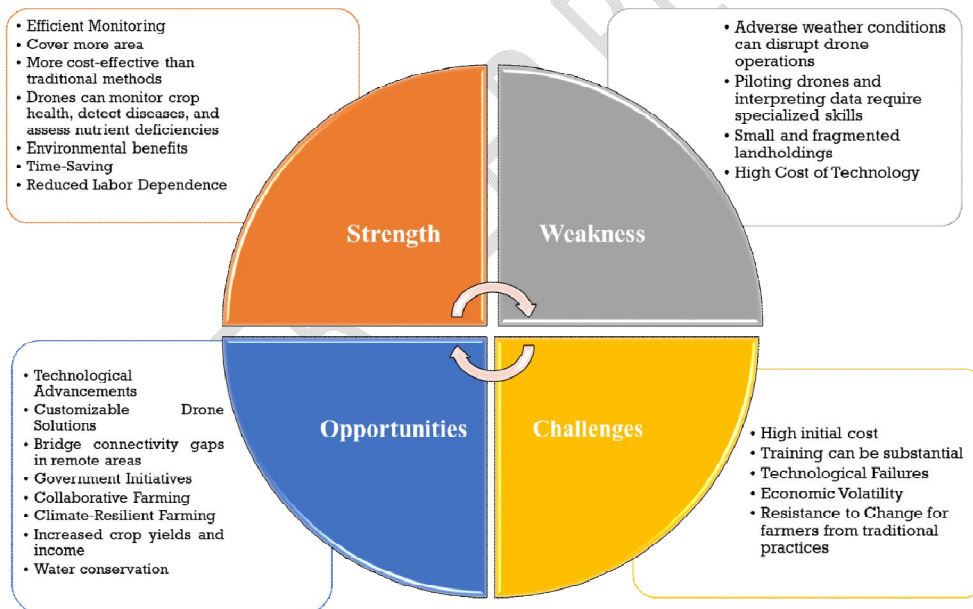 • Efficient Monitoring
• Cover more area
• More cost-effective than
traditional methods
• Drones can monitor crop
health, detect diseases, and
assess nutrient deficiencies
• Environmental benefits
• Time-Saving
• Reduced Labor Dependence
• Adverse weather conditions
can disrupt drone
operations
• Piloting drones and
interpreting data require
specialized skills
• Small and fragmented
landholdings
• High Cost of Technology
Strength
Weakness
Opportunities
Challenges
• Technological
Advancements
• Customizable Drone
Solutions
• Bridge connectivity gaps
in remote areas
• Government Initiatives
• Collaborative Farming
• Climate-Resilient Farming
• Increased crop yields and
income
• Water conservation
• High initial cost
• Training can be substantial
• Technological Failures
• Economic Volatility
• Resistance to Change for
farmers from traditional
practices